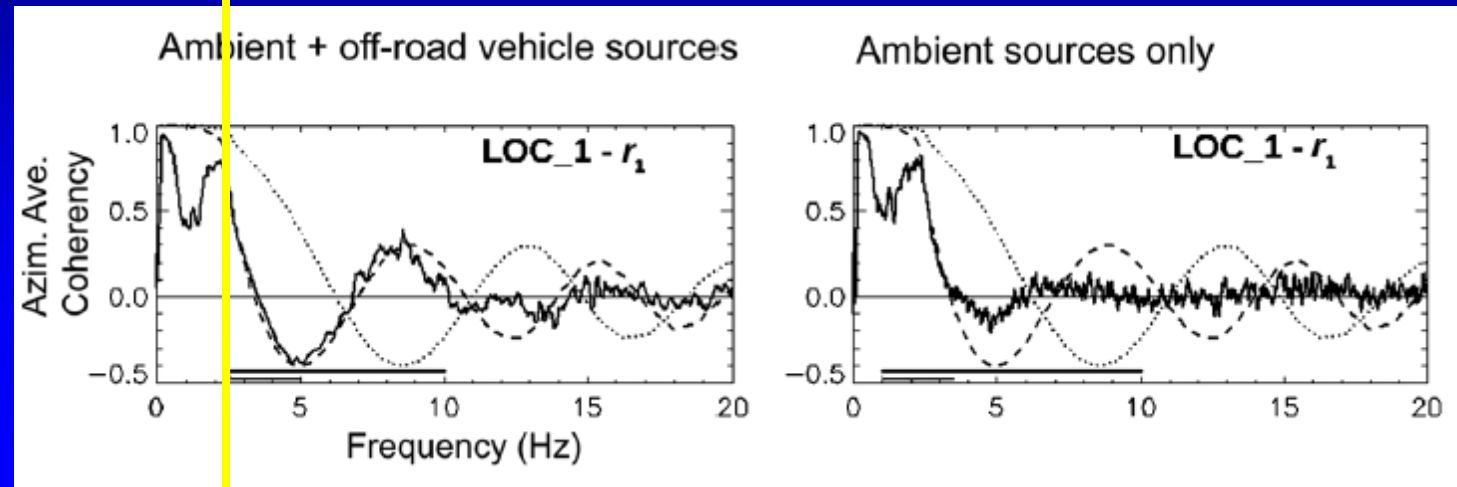 Ambient + off-road vehicle sources
Azim. Ave.
Coherency
1.0
0.5
0.0
−0.5
LOC_1 - r1
0 5 10 15 20
Frequency (Hz)
Ambient sources only
1.0
0.5
0.0
−0.5
LOC_1 - r1
0 5 10 15 20